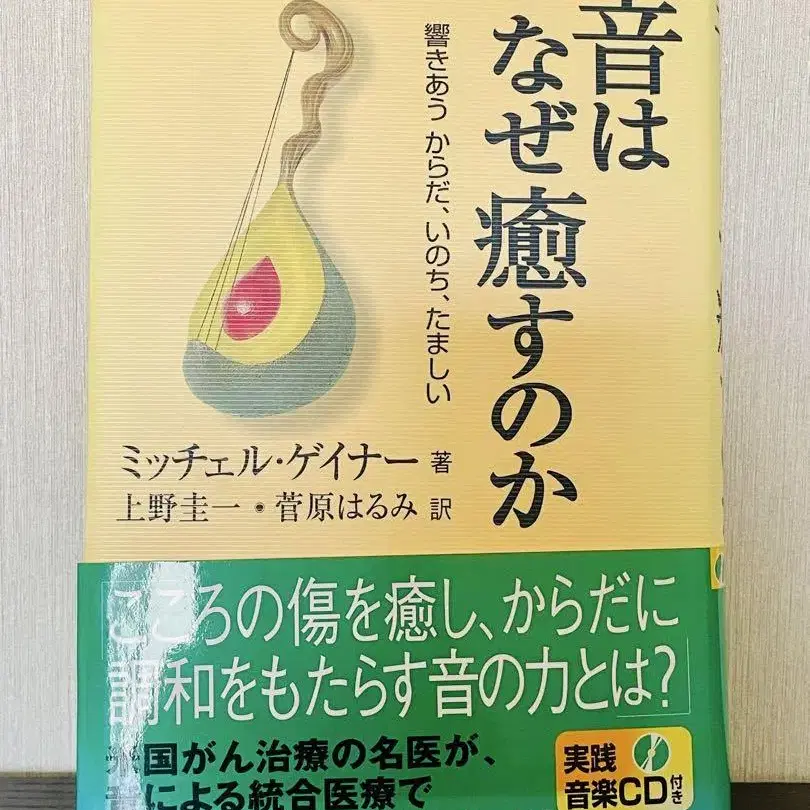 音は
なぜ癒すのか
響きあう からだ、いのち、たましい
ミッチェル・ゲイナー 著
上野圭一・菅原はるみ 訳
「こころの傷を癒し、からだに
調和をもたらす音の力とは?」
国がん治療の名医が、
による統合医療で
実践
音楽CD付き